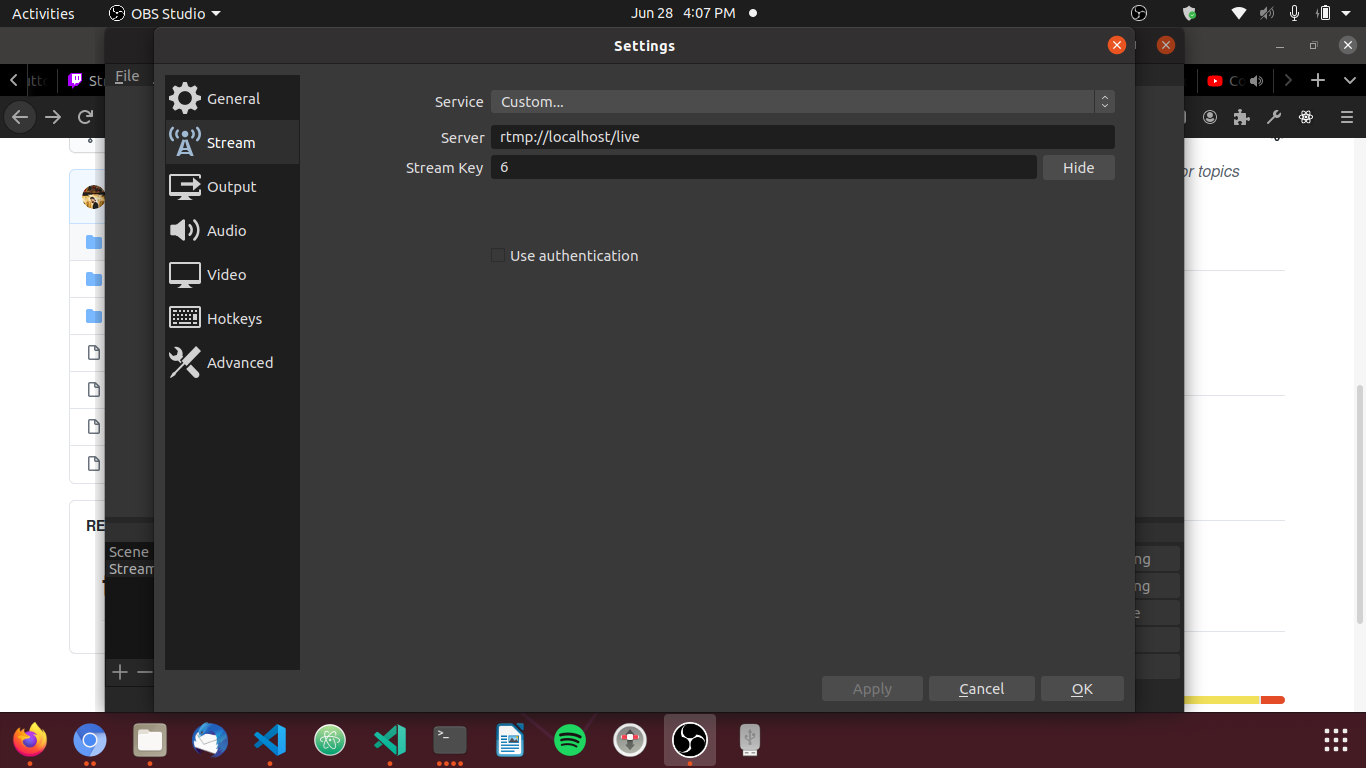 Activities
OBS Studio
Jun 28 4:07 PM
Settings
File
St
Co
General
Service
Custom...
Stream
Server
rtmp://localhost/live
Stream Key
6
Hide
or topics
Output
Audio
Use authentication
Video
Hotkeys
Advanced
RE
Scene
Stream
ng
ng
e
Apply
Cancel
OK